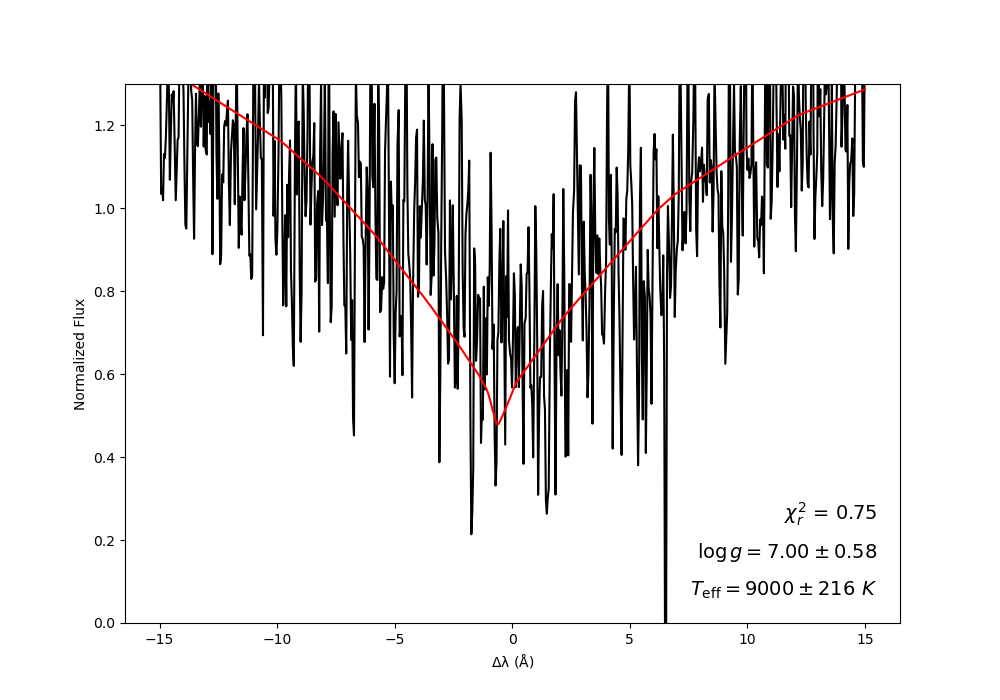 1.2
1.0
0.8
0.6
0.4
0.2
0.0
Normalized Flux
−15
−10
−5
0
5
10
15
Δλ (Å)
χ²ᵣ = 0.75
log g = 7.00 ± 0.58
T_eff = 9000 ± 216 K